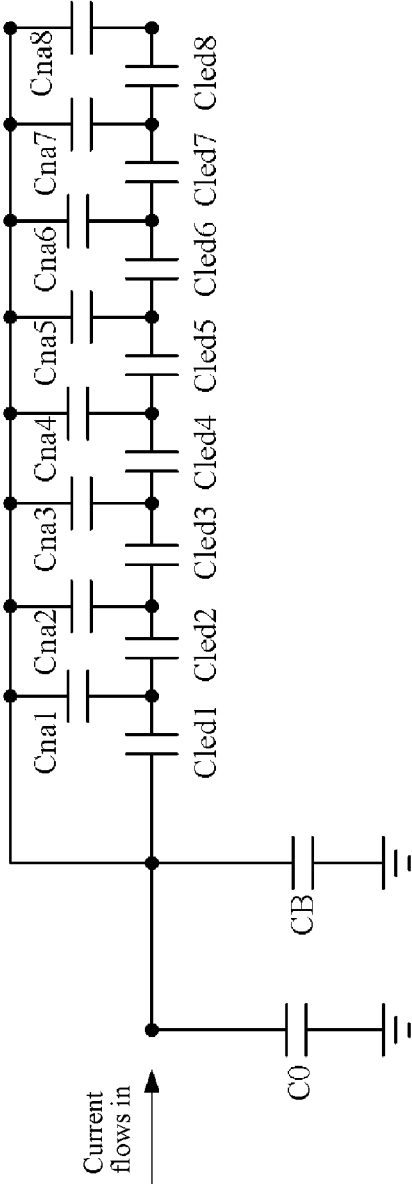 Cna8
Cled8
Cna7
Cled7
Cna6
Cled6
Cna5
Cled5
Cna4
Cled4
Cna3
Cled3
Cna2
Cled2
Cna1
Cled1
CB
C0
Current
flows in